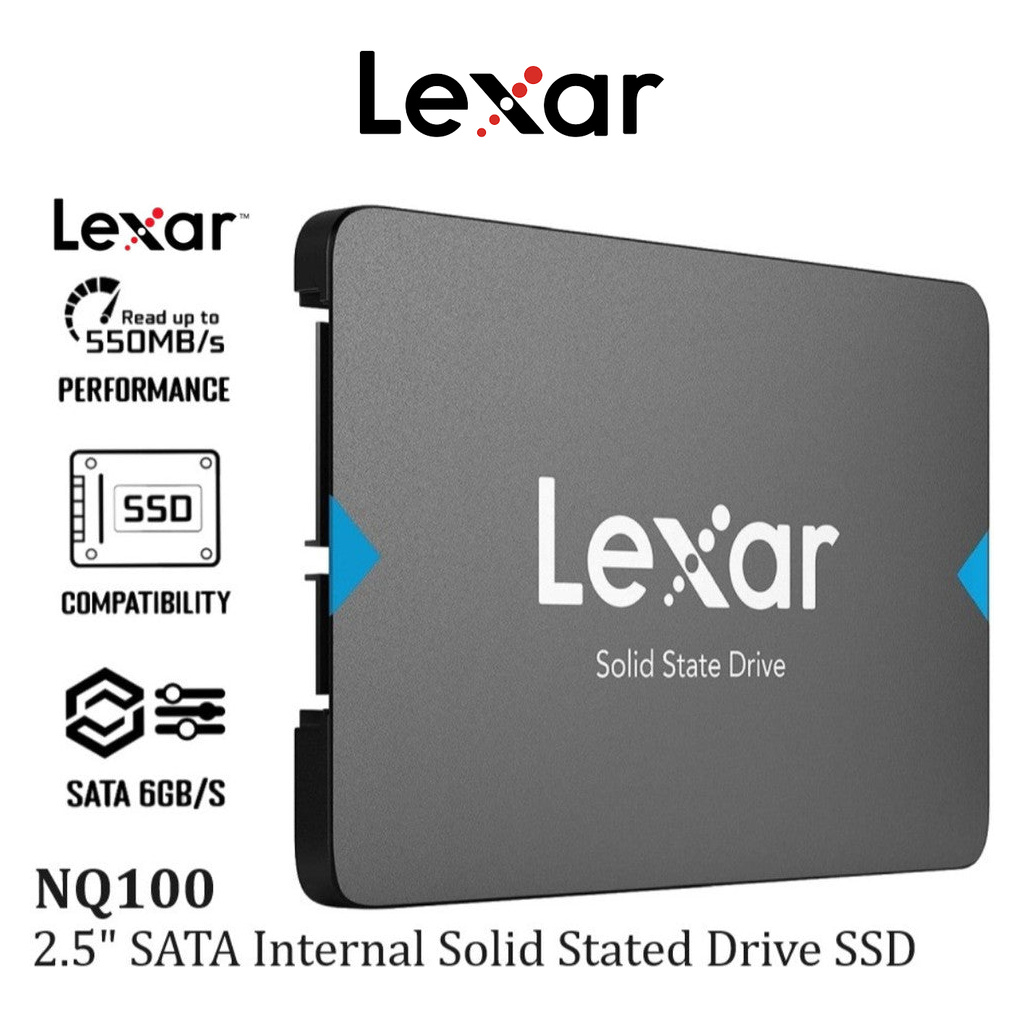 Lexar
Lexar™
Read up to
550MB/s
PERFORMANCE
SSD
COMPATIBILITY
SATA 6GB/S
Lexar
Solid State Drive
NQ100
2.5" SATA Internal Solid Stated Drive SSD